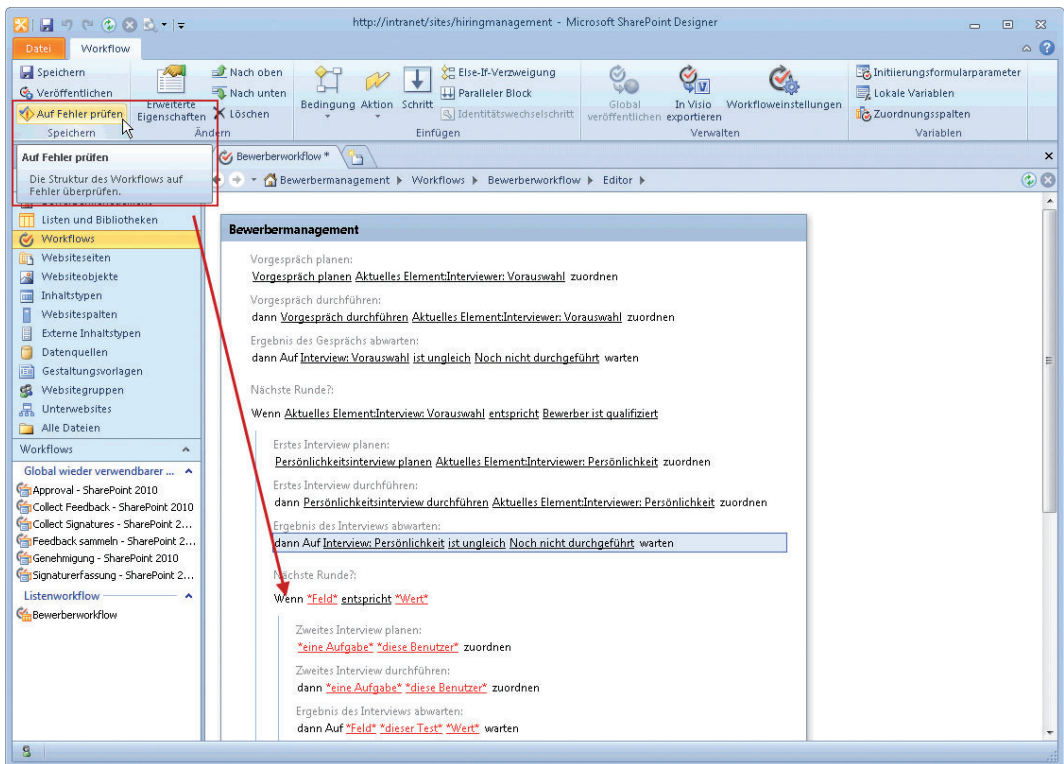 http://intranet/sites/hiringmanagement - Microsoft SharePoint Designer
Datei
Workflow
Speichern
Veröffentlichen
Auf Fehler prüfen
Speichern
Erweiterte
Eigenschaften
Nach oben
Nach unten
Löschen
Ändern
Bedingung
Aktion
Schritt
Else-If-Verzweigung
Paralleler Block
Identitätswechselschritt
Einfügen
Global
veröffentlichen
In Visio
exportieren
Workfloweinstellungen
Verwalten
Initiierungsformularparameter
Lokale Variablen
Zuordnungsspalten
Variablen
Auf Fehler prüfen
Die Struktur des Workflows auf
Fehler überprüfen.
Bewerberworkflow *
Bewerbermanagement
Workflows
Bewerberworkflow
Editor
Listen und Bibliotheken
Workflows
Websiteseiten
Websiteobjekte
Inhaltstypen
Websitespalten
Externe Inhaltstypen
Datenquellen
Gestaltungsvorlagen
Websitegruppen
Unterwebsites
Alle Dateien
Workflows
Global wieder verwendbarer ...
Approval - SharePoint 2010
Collect Feedback - SharePoint 2010
Collect Signatures - SharePoint 2...
Feedback sammeln - SharePoint 2...
Genehmigung - SharePoint 2010
Signaturerfassung - SharePoint 2...
Listenworkflow
Bewerberworkflow
Bewerbermanagement
Vorgespräch planen:
Vorgespräch planen Aktuelles Element:Interviewer: Vorauswahl zuordnen
Vorgespräch durchführen:
dann Vorgespräch durchführen Aktuelles Element:Interviewer: Vorauswahl zuordnen
Ergebnis des Gesprächs abwarten:
dann Auf Interview: Vorauswahl ist ungleich Noch nicht durchgeführt warten
Nächste Runde?:
Wenn Aktuelles Element:Interview: Vorauswahl entspricht Bewerber ist qualifiziert
Erstes Interview planen:
Persönlichkeitsinterview planen Aktuelles Element:Interviewer: Persönlichkeit zuordnen
Erstes Interview durchführen:
dann Persönlichkeitsinterview durchführen Aktuelles Element:Interviewer: Persönlichkeit zuordnen
Ergebnis des Interviews abwarten:
dann Auf Interview: Persönlichkeit ist ungleich Noch nicht durchgeführt warten
Nächste Runde?:
Wenn *Feld* entspricht *Wert*
Zweites Interview planen:
*eine Aufgabe* *diese Benutzer* zuordnen
Zweites Interview durchführen:
dann *eine Aufgabe* *diese Benutzer* zuordnen
Ergebnis des Interviews abwarten:
dann Auf *Feld* *dieser Test* *Wert* warten